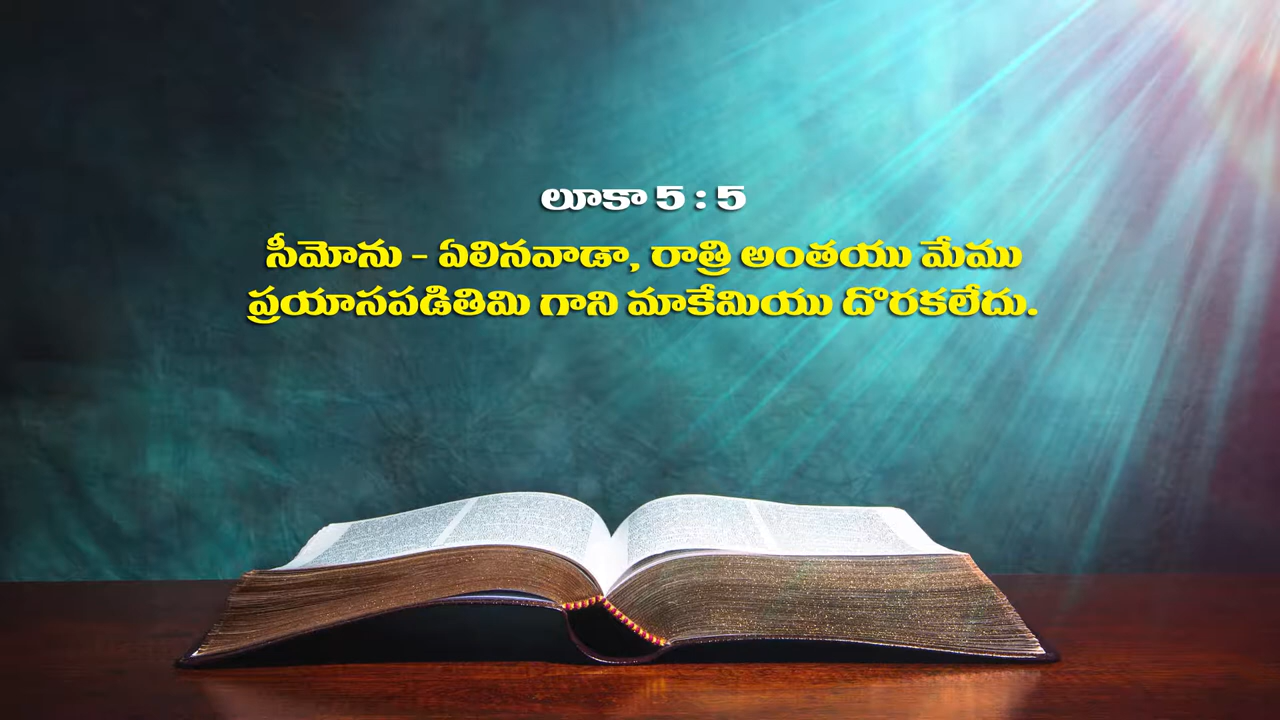 లూకా 5 : 5
సీమోను - ఏలినవాడా, రాత్రి అంతయు మేము
ప్రయాసపడితిమి గాని మాకేమియు దొరకలేదు.